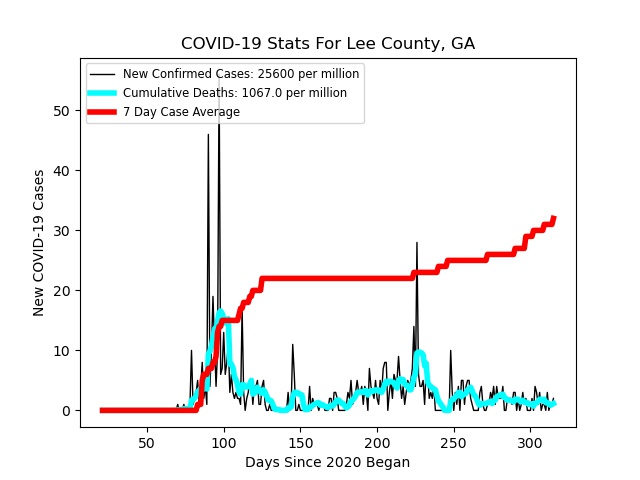 COVID-19 Stats For Lee County, GA
New Confirmed Cases: 25600 per million
Cumulative Deaths: 1067.0 per million
7 Day Case Average
New COVID-19 Cases
50
40
30
20
10
0
50 100 150 200 250 300
Days Since 2020 Began